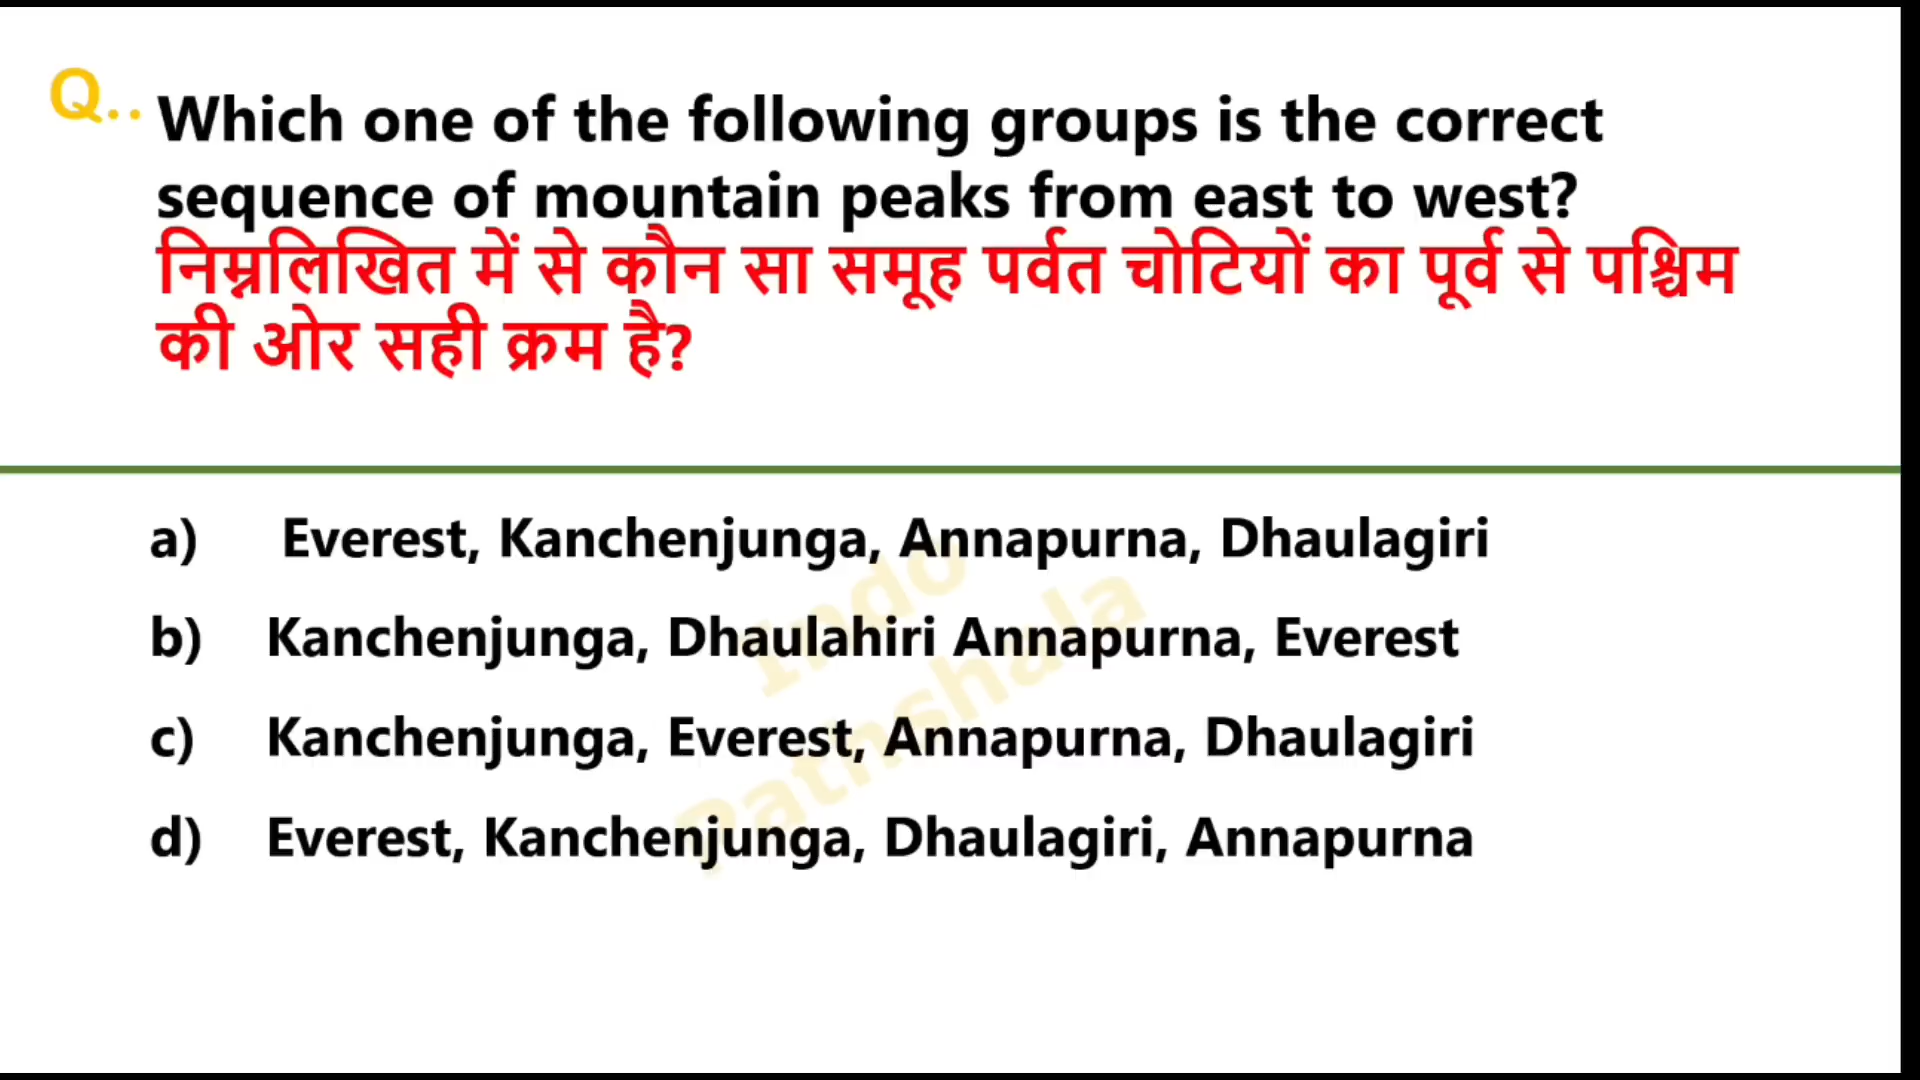 Q.. Which one of the following groups is the correct
sequence of mountain peaks from east to west?
निम्नलिखित में से कौन सा समूह पर्वत चोटियों का पूर्व से पश्चिम
की ओर सही क्रम है?
a) Everest, Kanchenjunga, Annapurna, Dhaulagiri
b) Kanchenjunga, Dhaulahiri Annapurna, Everest
c) Kanchenjunga, Everest, Annapurna, Dhaulagiri
d) Everest, Kanchenjunga, Dhaulagiri, Annapurna
Indo
Pathshala